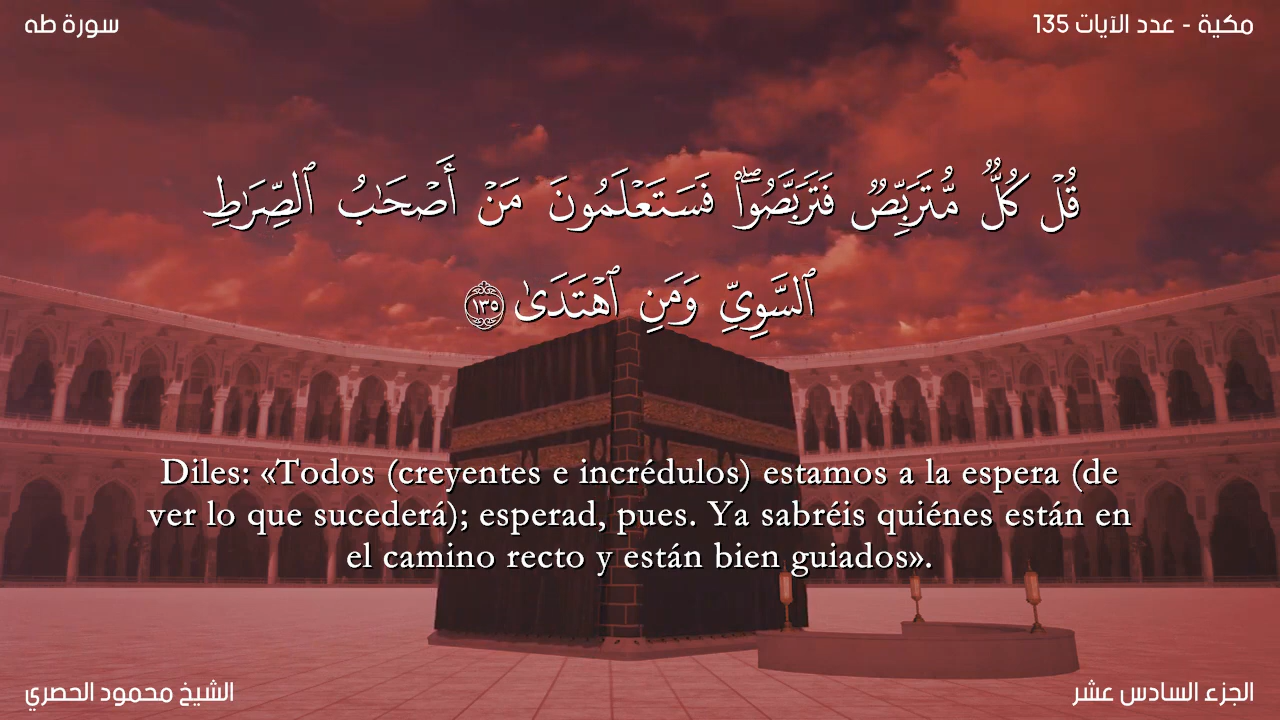 سورة طه
مكية - عدد الآيات 135
قُلْ كُلٌّ مُّتَرَبِّصٌ فَتَرَبَّصُوا۟ ۖ فَسَتَعْلَمُونَ مَنْ أَصْحَـٰبُ ٱلصِّرَٰطِ
ٱلسَّوِىِّ وَمَنِ ٱهْتَدَىٰ ١٣٥
Diles: «Todos (creyentes e incrédulos) estamos a la espera (de
ver lo que sucederá); esperad, pues. Ya sabréis quiénes están en
el camino recto y están bien guiados».
الشيخ محمود الحصري
الجزء السادس عشر